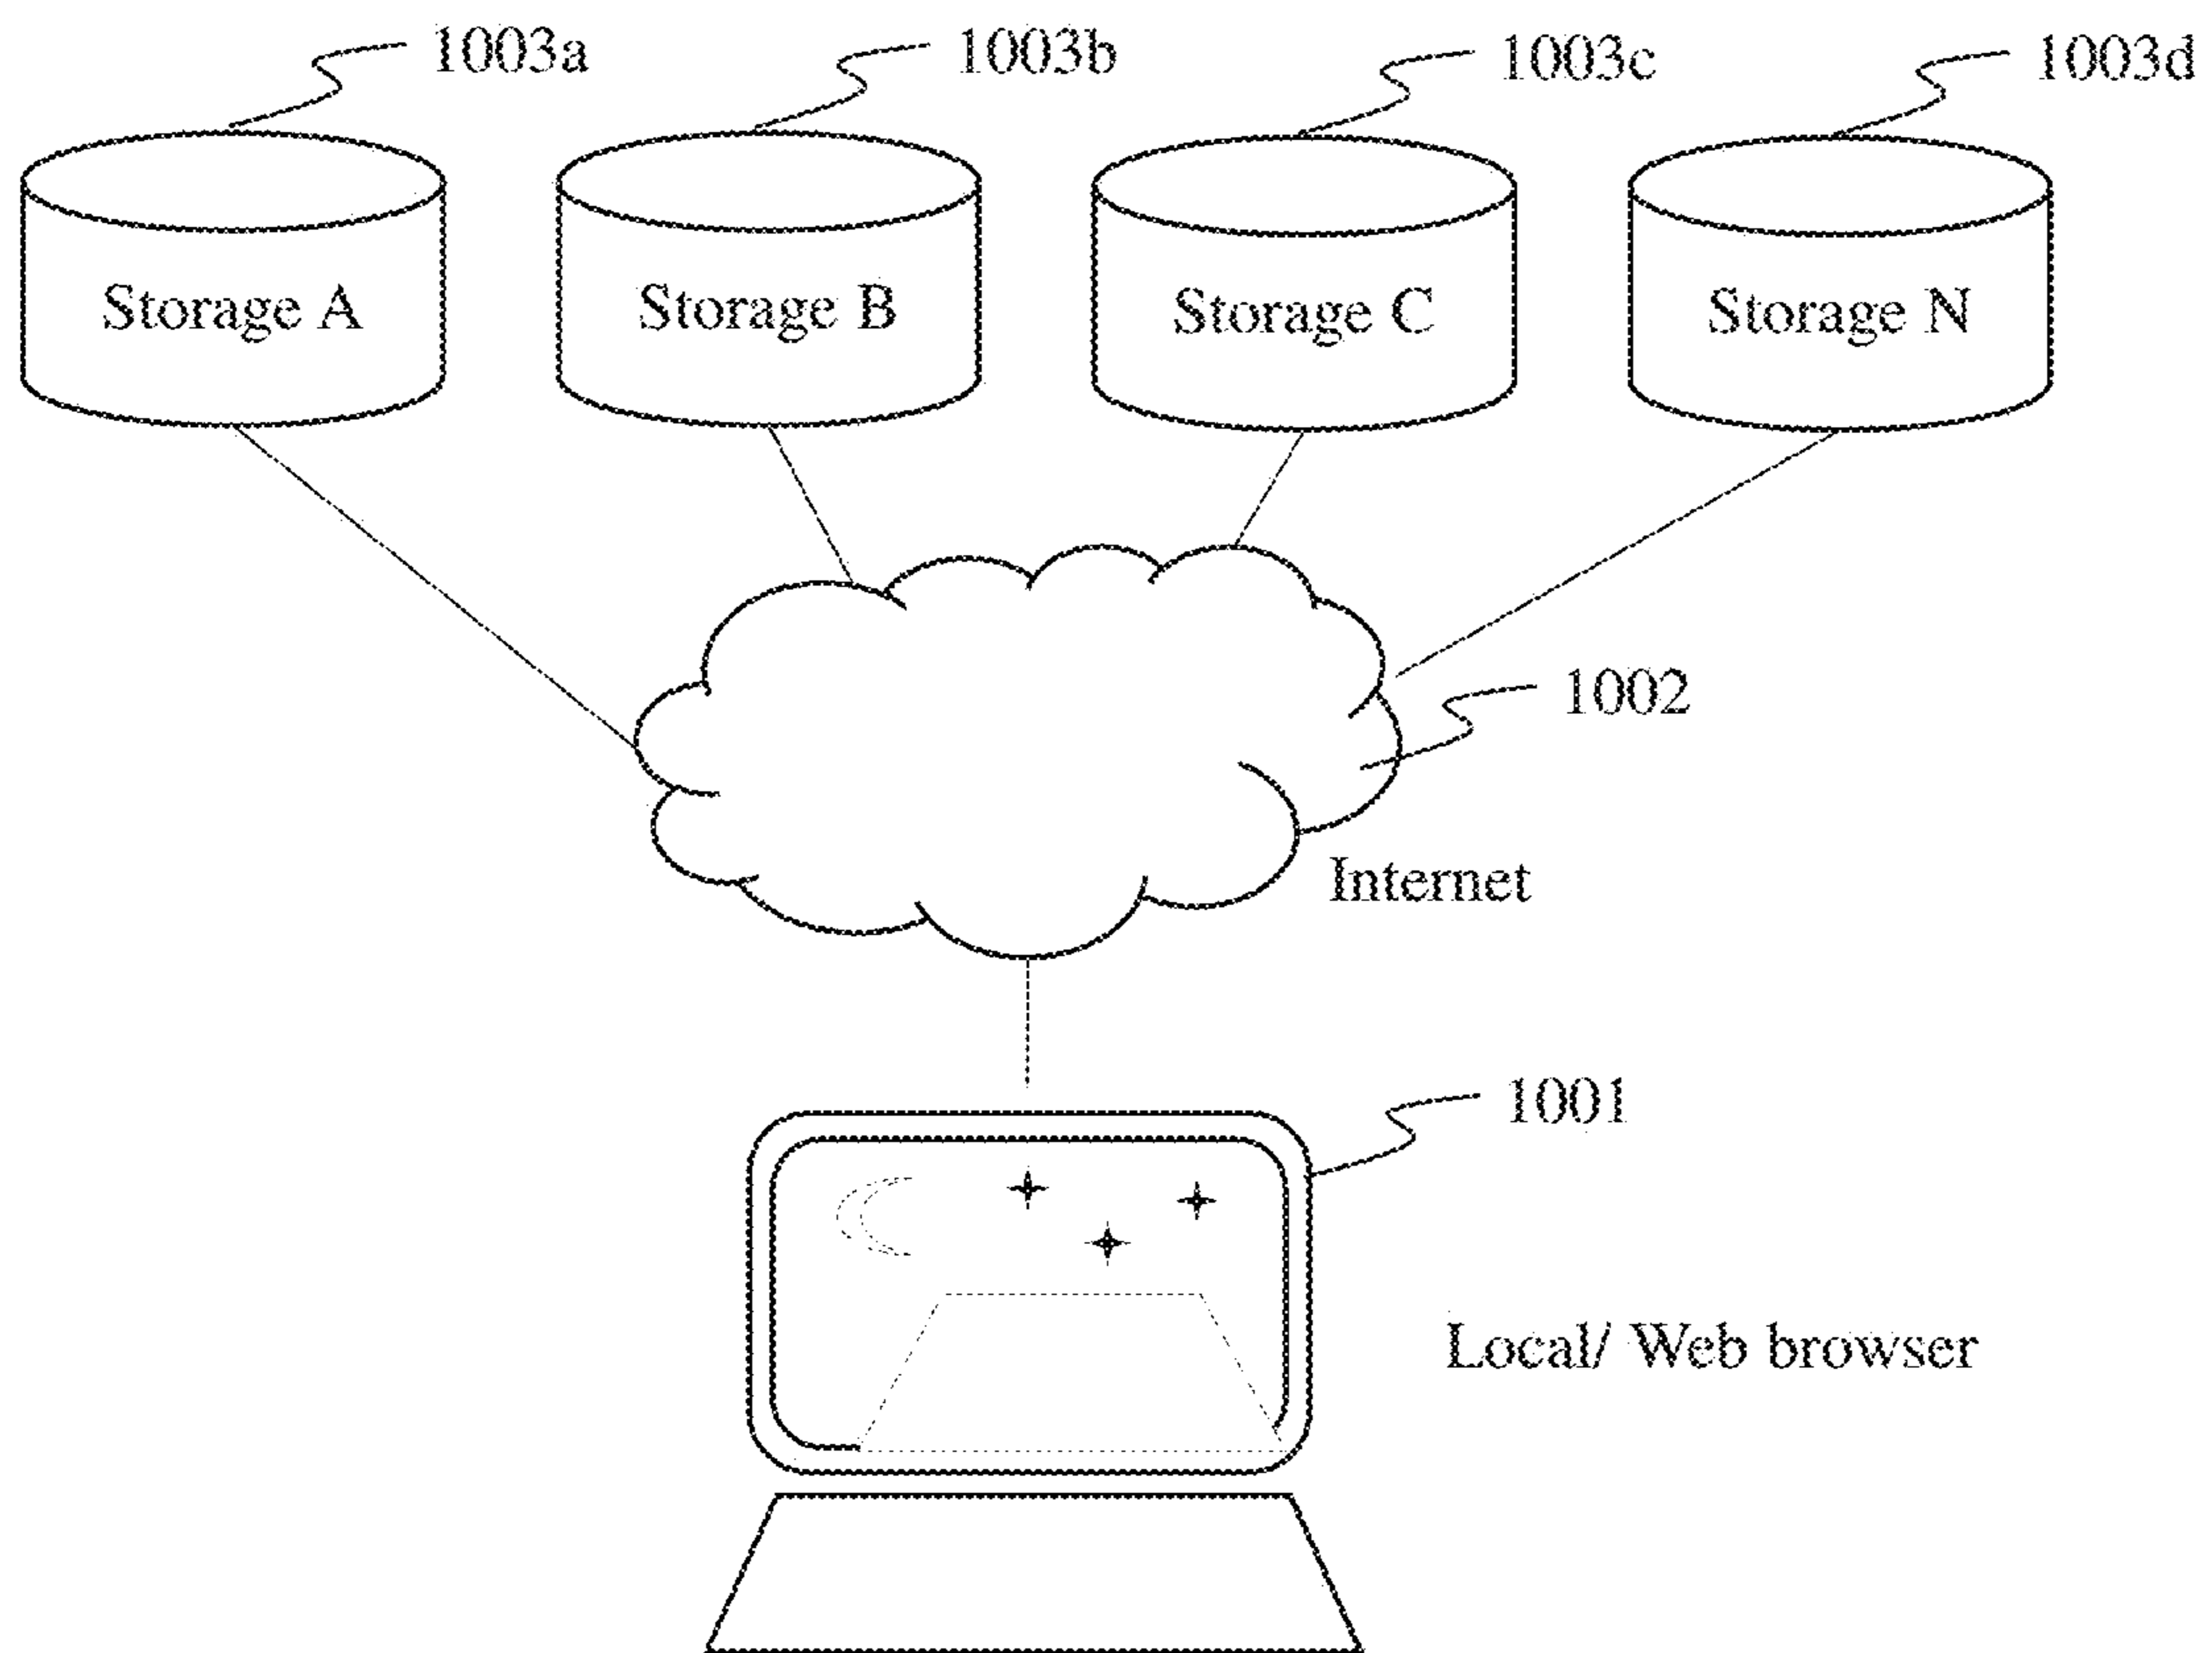 1003a
1003b
1003c
1003d
Storage A
Storage B
Storage C
Storage N
1002
Internet
1001
Local/ Web browser